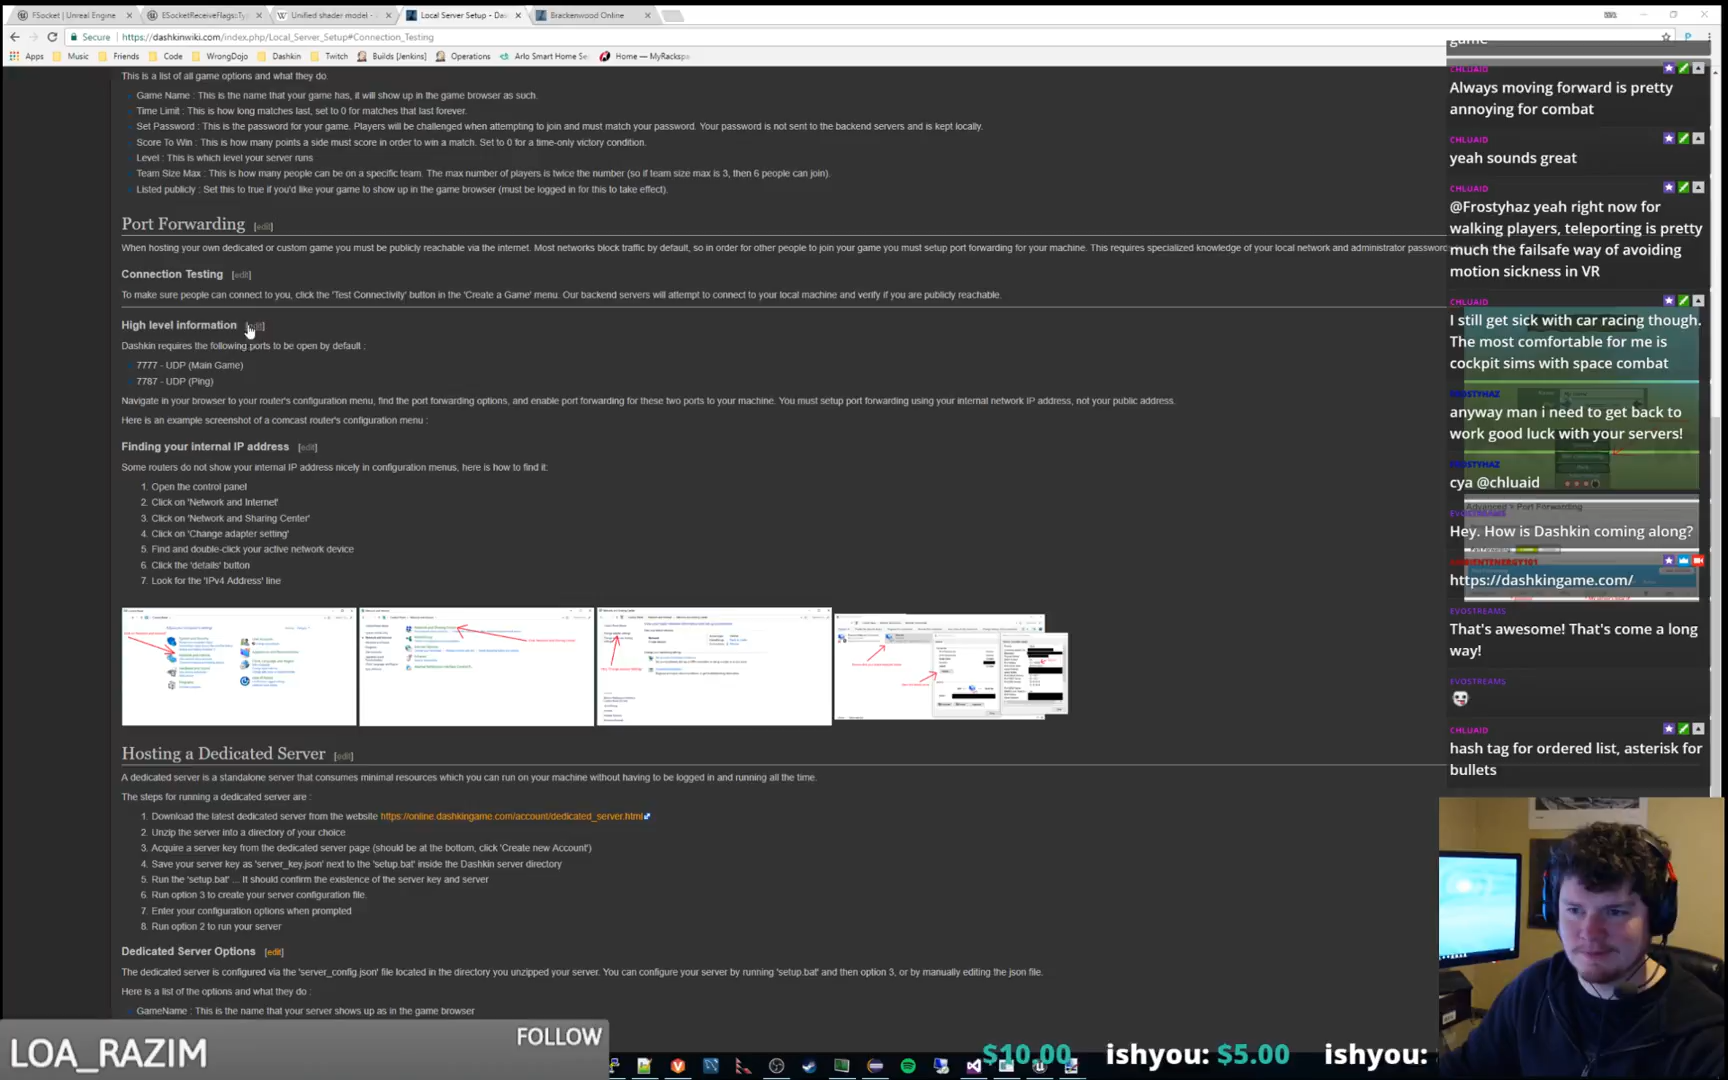 FSocket | Unreal Engine
ESocketReceiveFlags::Typ
Unified shader model -
Local Server Setup - Das
Brackenwood Online
Secure
https://dashkinwiki.com/index.php/Local_Server_Setup#Connection_Testing
Apps Music Friends Code WrongDojo Dashkin Twitch Builds [Jenkins] Operations Arlo Smart Home Se Home — MyRackspa
This is a list of all game options and what they do.
Game Name : This is the name that your game has, it will show up in the game browser as such.
Time Limit : This is how long matches last, set to 0 for matches that last forever.
Set Password : This is the password for your game. Players will be challenged when attempting to join and must match your password. Your password is not sent to the backend servers and is kept locally.
Score To Win : This is how many points a side must score in order to win a match. Set to 0 for a time-only victory condition.
Level : This is which level your server runs
Team Size Max : This is how many people can be on a specific team. The max number of players is twice the number (so if team size max is 3, then 6 people can join).
Listed publicly : Set this to true if you'd like your game to show up in the game browser (must be logged in for this to take effect).
Port Forwarding [edit]
When hosting your own dedicated or custom game you must be publicly reachable via the internet. Most networks block traffic by default, so in order for other people to join your game you must setup port forwarding for your machine. This requires specialized knowledge of your local network and administrator password
Connection Testing [edit]
To make sure people can connect to you, click the 'Test Connectivity' button in the 'Create a Game' menu. Our backend servers will attempt to connect to your local machine and verify if you are publicly reachable.
High level information [edit]
Dashkin requires the following ports to be open by default :
7777 - UDP (Main Game)
7787 - UDP (Ping)
Navigate in your browser to your router's configuration menu, find the port forwarding options, and enable port forwarding for these two ports to your machine. You must setup port forwarding using your internal network IP address, not your public address.
Here is an example screenshot of a comcast router's configuration menu :
Finding your internal IP address [edit]
Some routers do not show your internal IP address nicely in configuration menus, here is how to find it:
1. Open the control panel
2. Click on 'Network and Internet'
3. Click on 'Network and Sharing Center'
4. Click on 'Change adapter setting'
5. Find and double-click your active network device
6. Click the 'details' button
7. Look for the 'IPv4 Address' line
Hosting a Dedicated Server [edit]
A dedicated server is a standalone server that consumes minimal resources which you can run on your machine without having to be logged in and running all the time.
The steps for running a dedicated server are :
1. Download the latest dedicated server from the website https://online.dashkingame.com/account/dedicated_server.html
2. Unzip the server into a directory of your choice
3. Acquire a server key from the dedicated server page (should be at the bottom, click 'Create new Account')
4. Save your server key as 'server_key.json' next to the 'setup.bat' inside the Dashkin server directory
5. Run the 'setup.bat' ... It should confirm the existence of the server key and server
6. Run option 3 to create your server configuration file.
7. Enter your configuration options when prompted
8. Run option 2 to run your server
Dedicated Server Options [edit]
The dedicated server is configured via the 'server_config.json' file located in the directory you unzipped your server. You can configure your server by running 'setup.bat' and then option 3, or by manually editing the json file.
Here is a list of the options and what they do :
GameName : This is the name that your server shows up as in the game browser
game
CHLUAID
Always moving forward is pretty
annoying for combat
CHLUAID
yeah sounds great
CHLUAID
@Frostyhaz yeah right now for
walking players, teleporting is pretty
much the failsafe way of avoiding
motion sickness in VR
CHLUAID
I still get sick with car racing though.
The most comfortable for me is
cockpit sims with space combat
FROSTYHAZ
anyway man i need to get back to
work good luck with your servers!
FROSTYHAZ
cya @chluaid
Advanced > Port Forwarding
EVOSTREAMS
Hey. How is Dashkin coming along?
https://dashkingame.com/
EVOSTREAMS
That's awesome! That's come a long
way!
EVOSTREAMS
CHLUAID
hash tag for ordered list, asterisk for
bullets
LOA_RAZIM
FOLLOW
$10.00 ishyou: $5.00 ishyou: